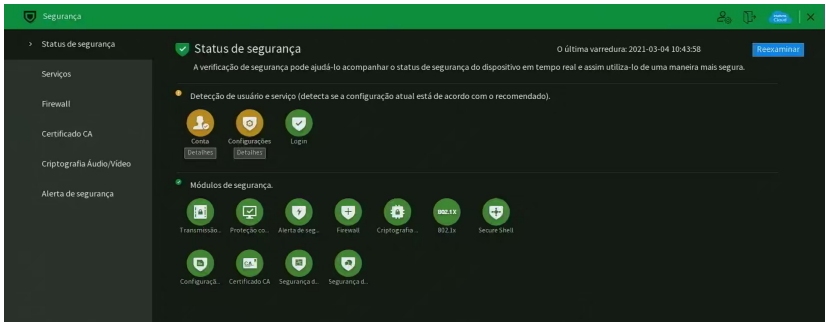 Segurança
Status de segurança
Serviços
Firewall
Certificado CA
Criptografia Áudio/Vídeo
Alerta de segurança
Status de segurança
O última varredura: 2021-03-04 10:43:58
Reexaminar
A verificação de segurança pode ajudá-lo acompanhar o status de segurança do dispositivo em tempo real e assim utiliza-lo de uma maneira mais segura.
Detecção de usuário e serviço (detecta se a configuração atual está de acordo com o recomendado).
Conta Configurações Login
Detalhes Detalhes
Módulos de segurança.
802.1X
Transmissão.. Proteção co.. Alerta de seg.. Firewall Criptografia .. 802.1x Secure Shell
CA
Configuraçã.. Certificado CA Segurança d.. Segurança d..